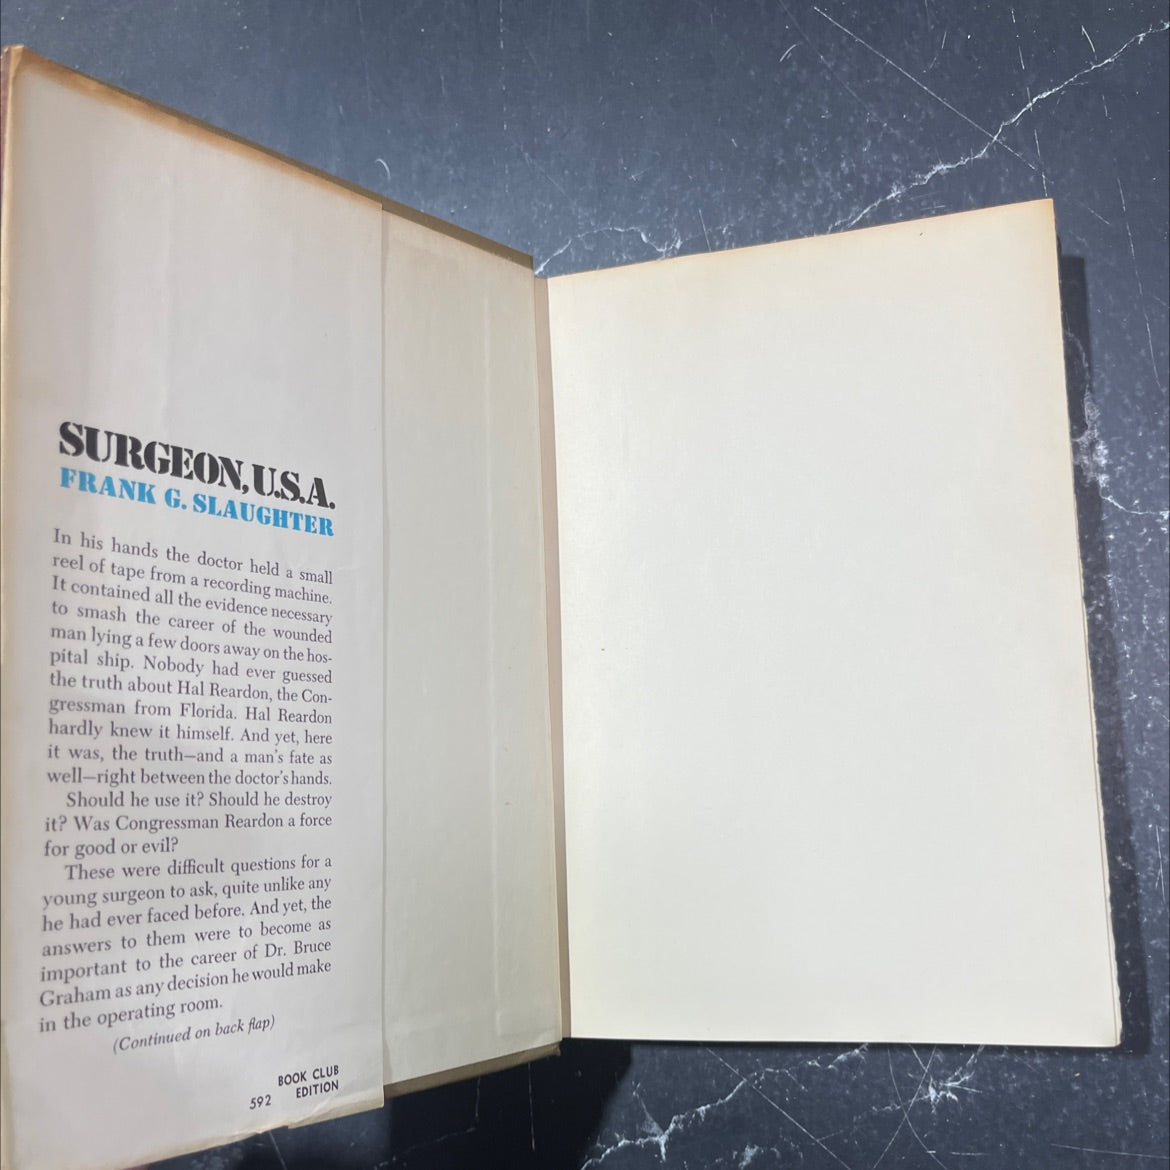 SURGEON, U.S.A.
FRANK G. SLAUGHTER
In his hands the doctor held a small
reel of tape from a recording machine.
It contained all the evidence necessary
to smash the career of the wounded
man lying a few doors away on the hos-
pital ship. Nobody had ever guessed
the truth about Hal Reardon, the Con-
gressman from Florida. Hal Reardon
hardly knew it himself. And yet, here
it was, the truth—and a man's fate as
well—right between the doctor's hands.
Should he use it? Should he destroy
it? Was Congressman Reardon a force
for good or evil?
These were difficult questions for a
young surgeon to ask, quite unlike any
he had ever faced before. And yet, the
answers to them were to become as
important to the career of Dr. Bruce
Graham as any decision he would make
in the operating room.
(Continued on back flap)
BOOK CLUB
592 EDITION